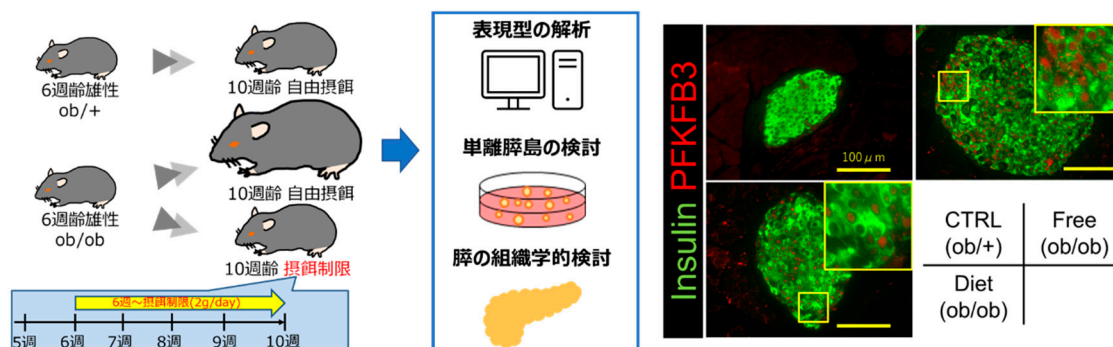 6週齢雄性
ob/+
10週齢 自由摂餌
10週齢 自由摂餌
6週齢雄性
ob/ob
10週齢 摂餌制限
6週～摂餌制限(2g/day)
5週
6週
7週
8週
9週
10週
表現型の解析
単離膵島の検討
膵の組織学的検討
Insulin PFKFB3
100μm
CTRL
(ob/+)
Free
(ob/ob)
Diet
(ob/ob)